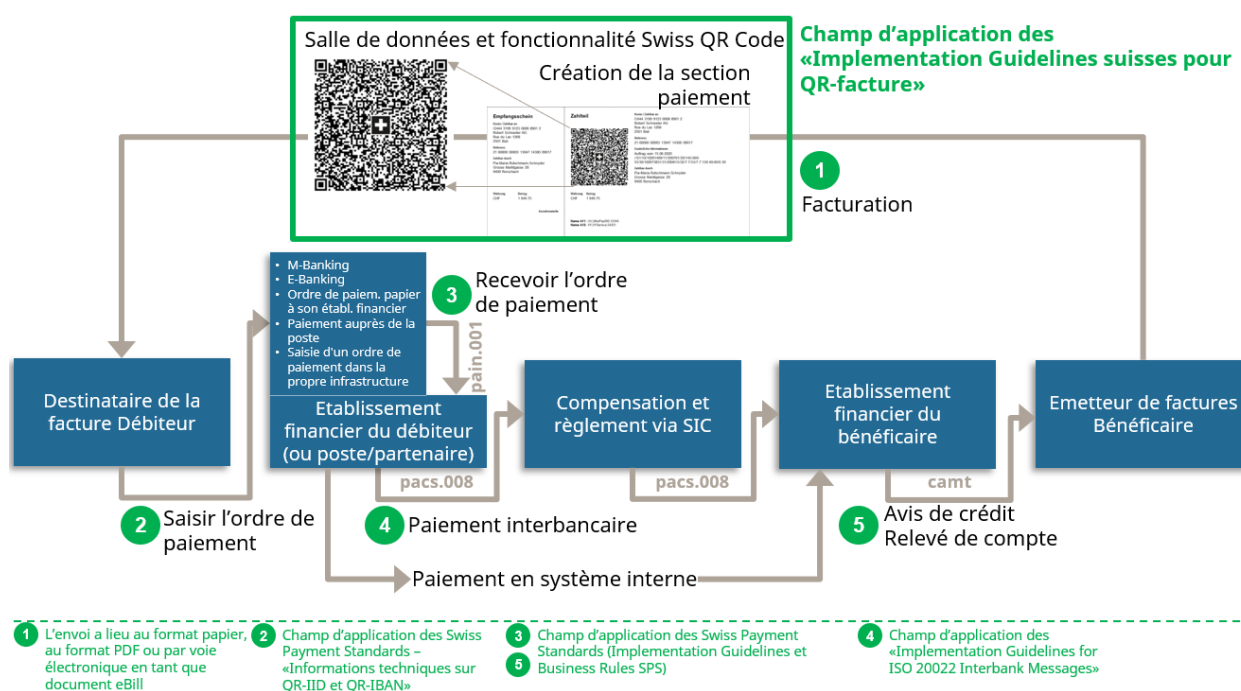 Salle de données et fonctionnalité Swiss QR Code
Création de la section
paiement
Empfangsschein
Zahlteil
Champ d'application des
«Implementation Guidelines suisses pour
QR-facture»
1
Facturation
• M-Banking
• E-Banking
• Ordre de paiem. papier
à son établ. financier
• Paiement auprès de la
poste
• Saisie d'un ordre de
paiement dans la
propre infrastructure
3 Recevoir l'ordre
de paiement
pain.001
Destinataire de la
facture Débiteur
Etablissement
financier du débiteur
(ou poste/partenaire)
Compensation et
règlement via SIC
Etablissement
financier du
bénéficaire
Emetteur de factures
Bénéficaire
pacs.008
pacs.008
camt
2 Saisir l'ordre de
paiement
4 Paiement interbancaire
5 Avis de crédit
Relevé de compte
Paiement en système interne
1 L'envoi a lieu au format papier,
au format PDF ou par voie
électronique en tant que
document eBill
2 Champ d'application des Swiss
Payment Standards –
«Informations techniques sur
QR-IID et QR-IBAN»
3 Champ d'application des Swiss Payment
5 Standards (Implementation Guidelines et
Business Rules SPS)
4 Champ d'application des
«Implementation Guidelines for
ISO 20022 Interbank Messages»